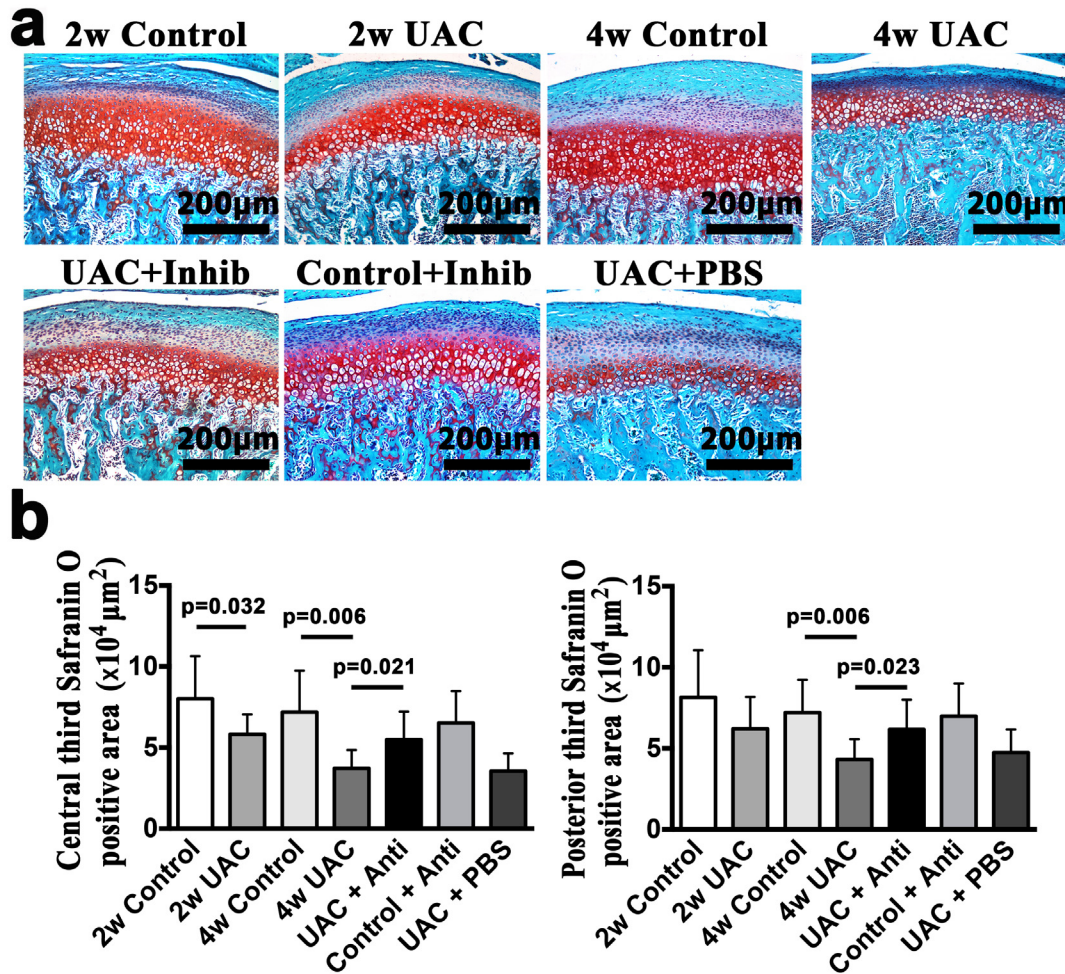 a
2w Control 2w UAC 4w Control 4w UAC
200µm 200µm 200µm 200µm
UAC+Inhib Control+Inhib UAC+PBS
200µm 200µm 200µm
b
Central third Safranin O
positive area (x10⁴ µm²)
15
10
5
0
p=0.032
p=0.006
p=0.021
2w Control
2w UAC
4w Control
4w UAC
UAC + Anti
Control + Anti
UAC + PBS
Posterior third Safranin O
positive area (x10⁴ µm²)
15
10
5
0
p=0.006
p=0.023
2w Control
2w UAC
4w Control
4w UAC
UAC + Anti
Control + Anti
UAC + PBS